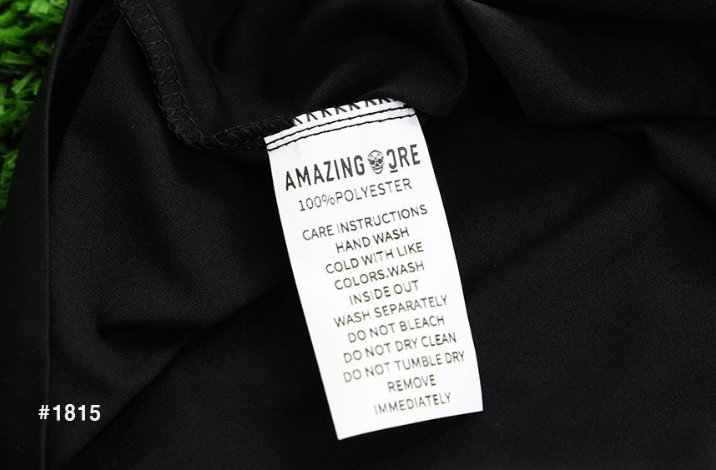 AMAZING ORE
100%POLYESTER
CARE INSTRUCTIONS
HAND WASH
COLD WITH LIKE
COLORS.WASH
INSIDE OUT
WASH SEPARATELY
DO NOT BLEACH
DO NOT DRY CLEAN
DO NOT TUMBLE DRY
REMOVE
IMMEDIATELY
#1815